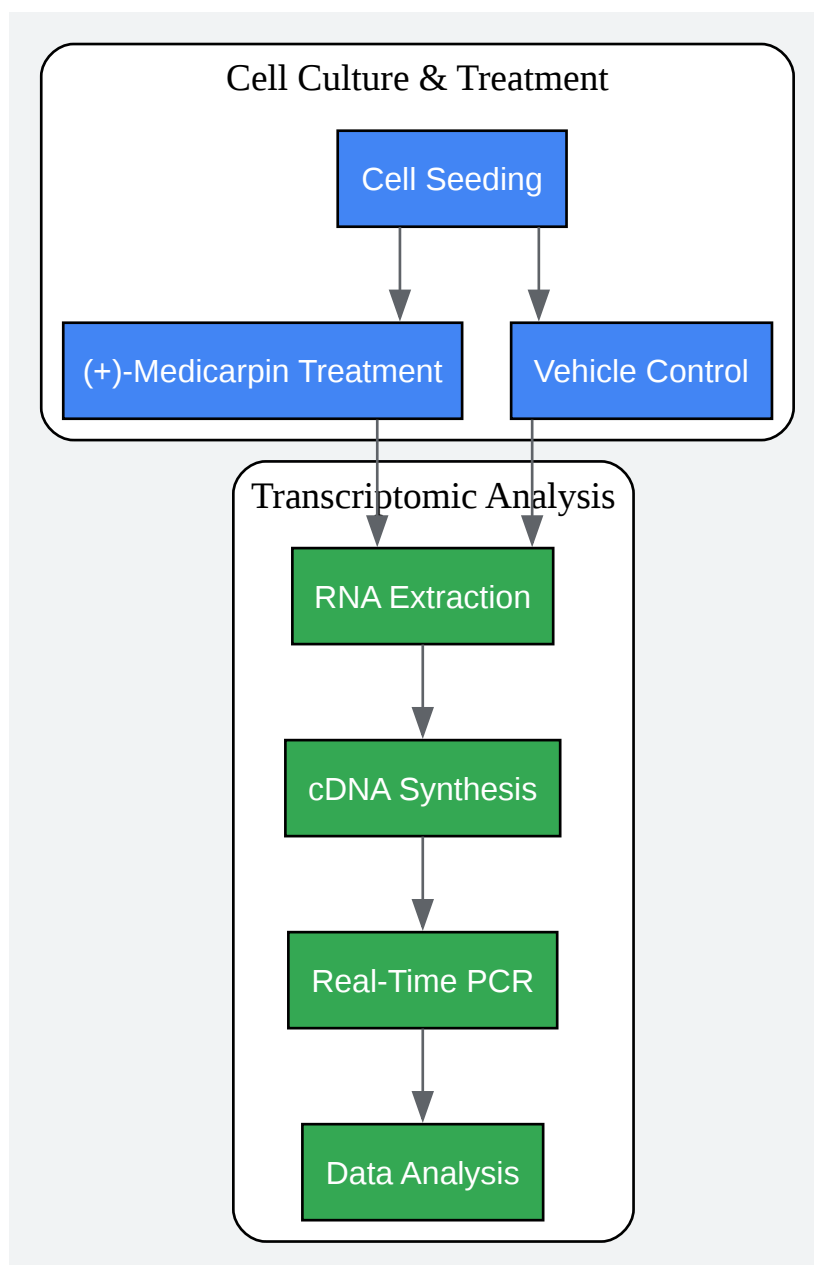 Cell Culture & Treatment
Cell Seeding
(+)-Medicarpin Treatment
Vehicle Control
Transcriptomic Analysis
RNA Extraction
cDNA Synthesis
Real-Time PCR
Data Analysis